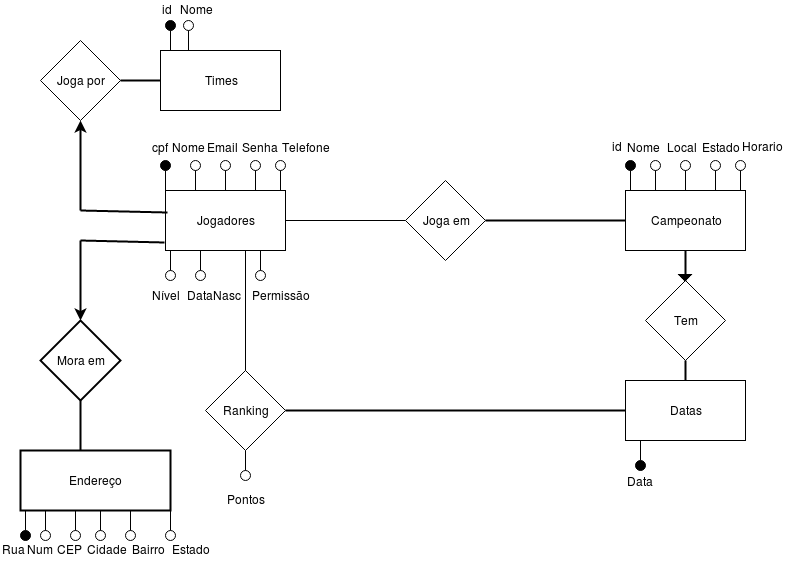 id Nome
Joga por
Times
cpf Nome Email Senha Telefone
id Nome Local Estado Horario
Jogadores
Joga em
Campeonato
Nível DataNasc Permissão
Tem
Mora em
Ranking
Datas
Endereço
Data
Pontos
Rua Num CEP Cidade Bairro Estado